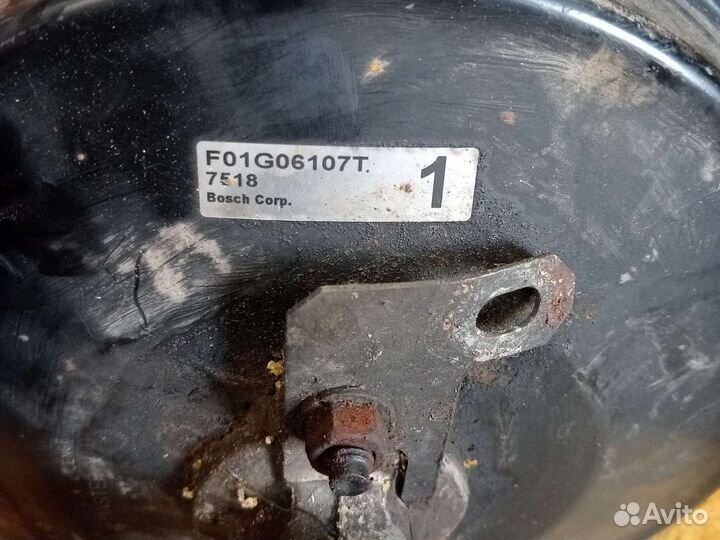 F01G06107T.
7518
Bosch Corp.
1
Avito